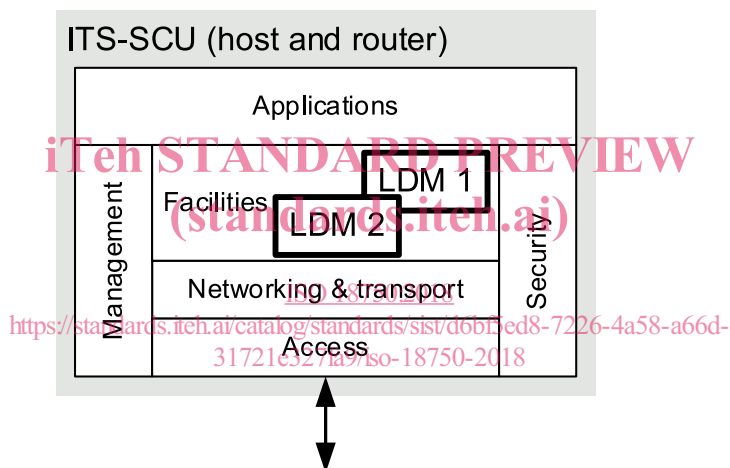 ITS-SCU (host and router)
Applications
iTeh STANDARD PREVIEW
LDM 1
Facilities
LDM 2
(standards.iteh.ai)
Management
Security
Networking & transport
ISO 18750:2018
https://standards.iteh.ai/catalog/standards/sist/d6bf5ed8-7226-4a58-a66d-
31721e327fa9/iso-18750-2018
Access